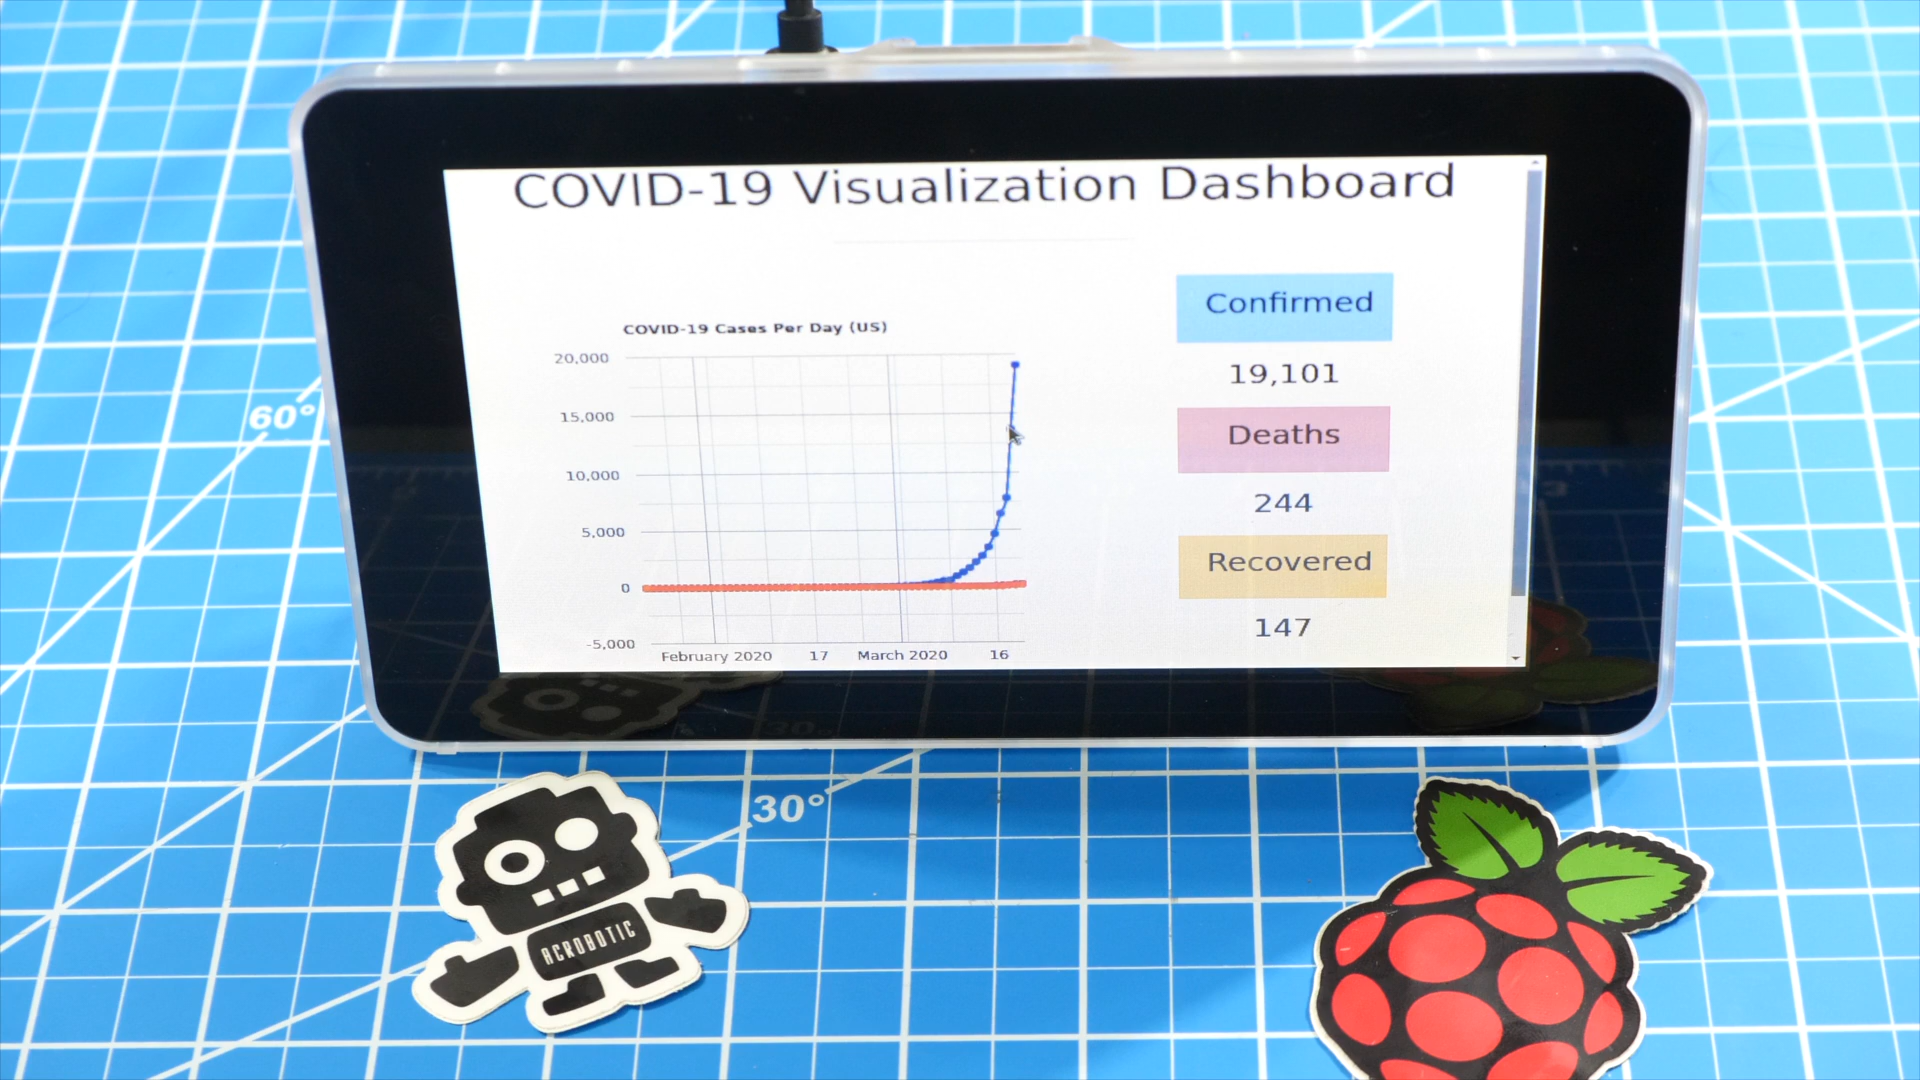 COVID-19 Visualization Dashboard
COVID-19 Cases Per Day (US)
20,000
15,000
10,000
5,000
0
-5,000
February 2020 17 March 2020 16
Confirmed
19,101
Deaths
244
Recovered
147
60°
30°
ACROBOTIC